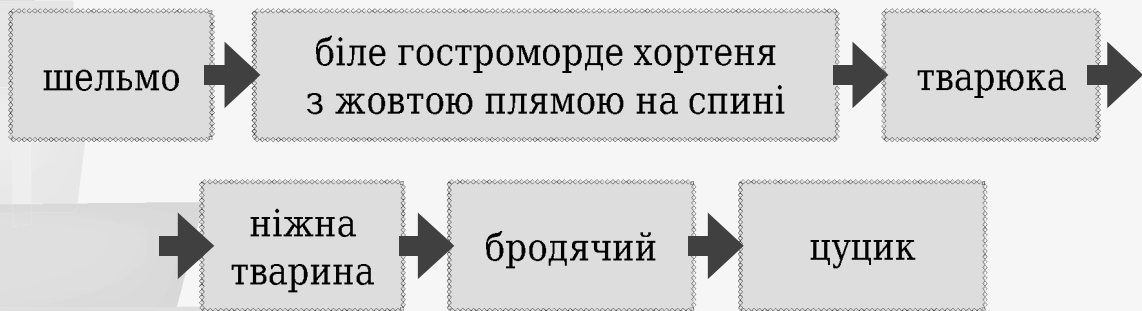 шельмо
біле гостроморде хортеня
з жовтою плямою на спині
тварюка
ніжна
тварина
бродячий
цуцик